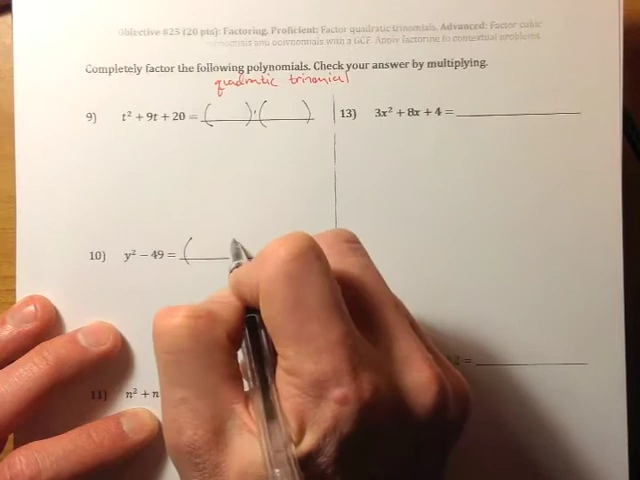 Objective #25 (20 pts): Factoring. Proficient: Factor quadratic trinomials. Advanced: Factor cubic
trinomials and polynomials with a GCF. Apply factoring to contextual problems.
Completely factor the following polynomials. Check your answer by multiplying.
quadratic trinomial
9) t² + 9t + 20 = ( )·( )
13) 3x² + 8x + 4 =
10) y² – 49 = (
11) n² + n